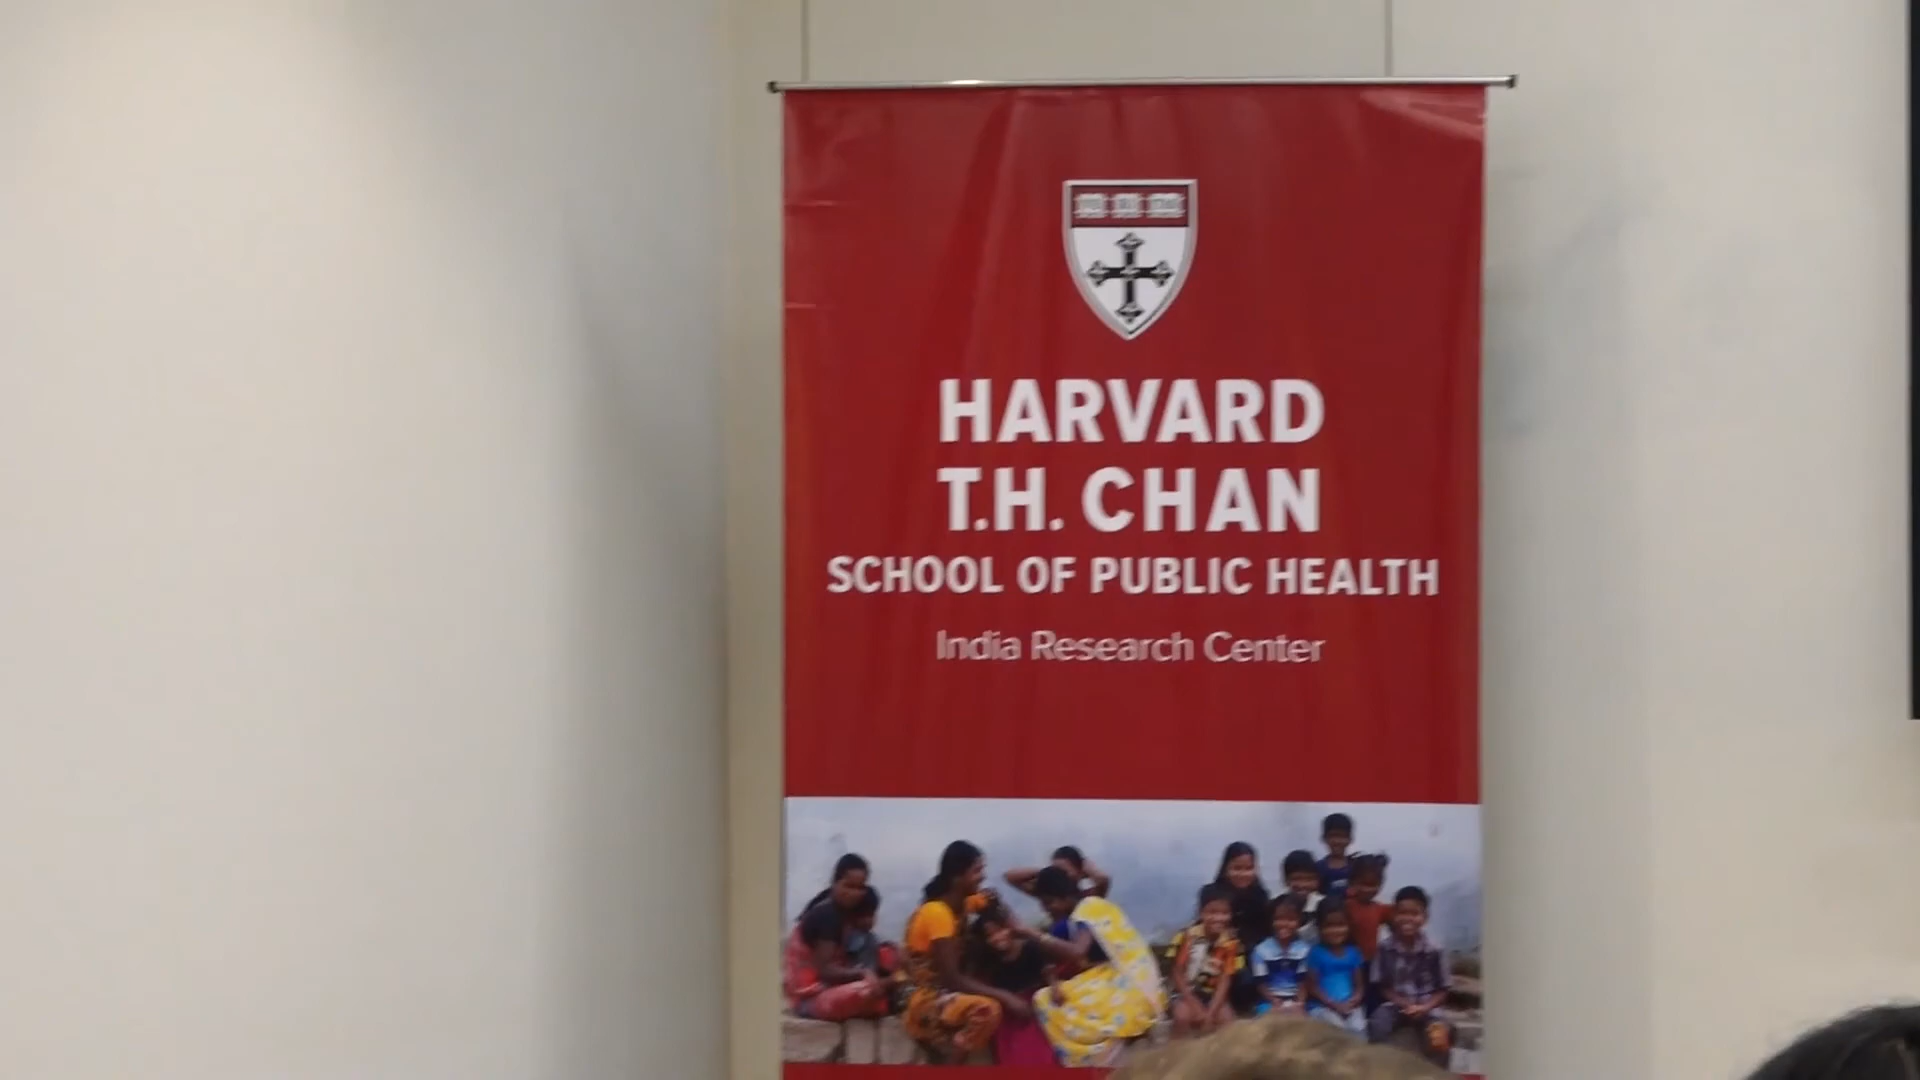 HARVARD
T.H. CHAN
SCHOOL OF PUBLIC HEALTH
India Research Center